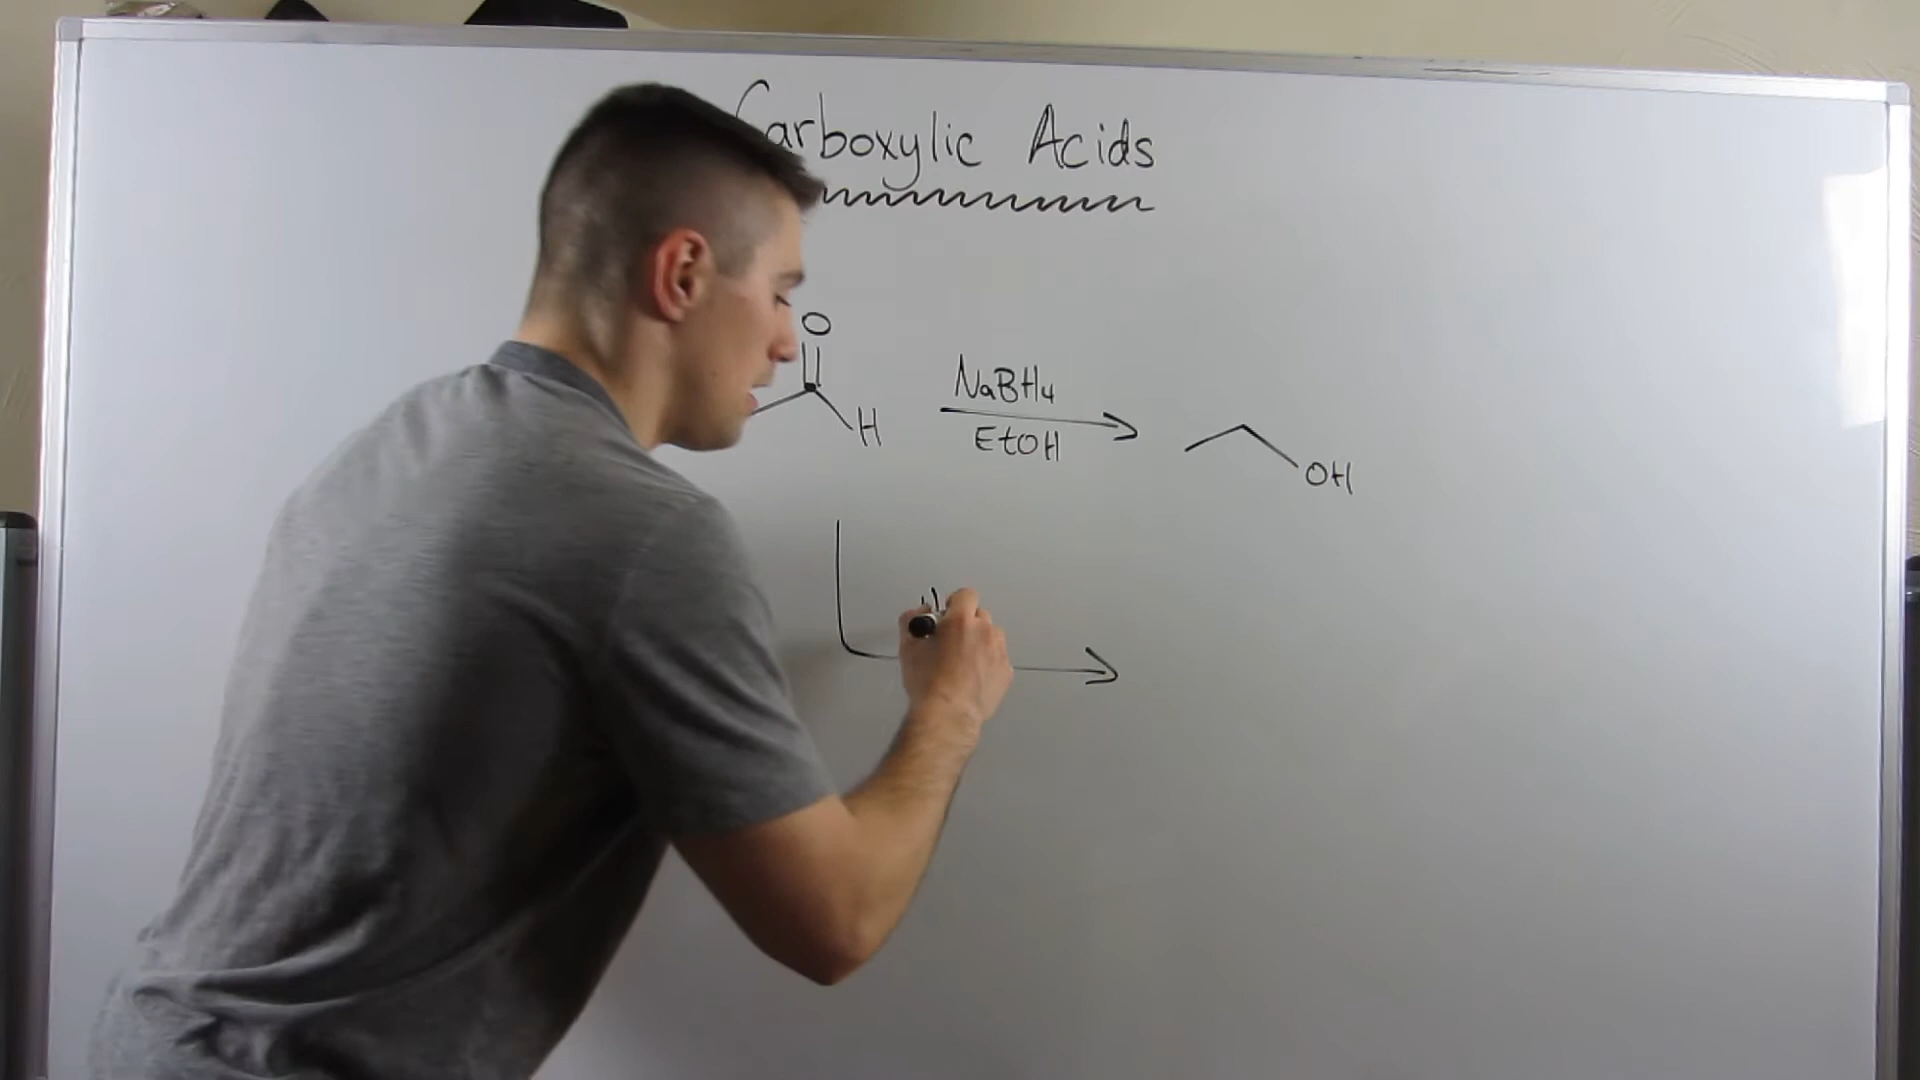 Carboxylic Acids
O
H
NaBH4
EtOH
OH